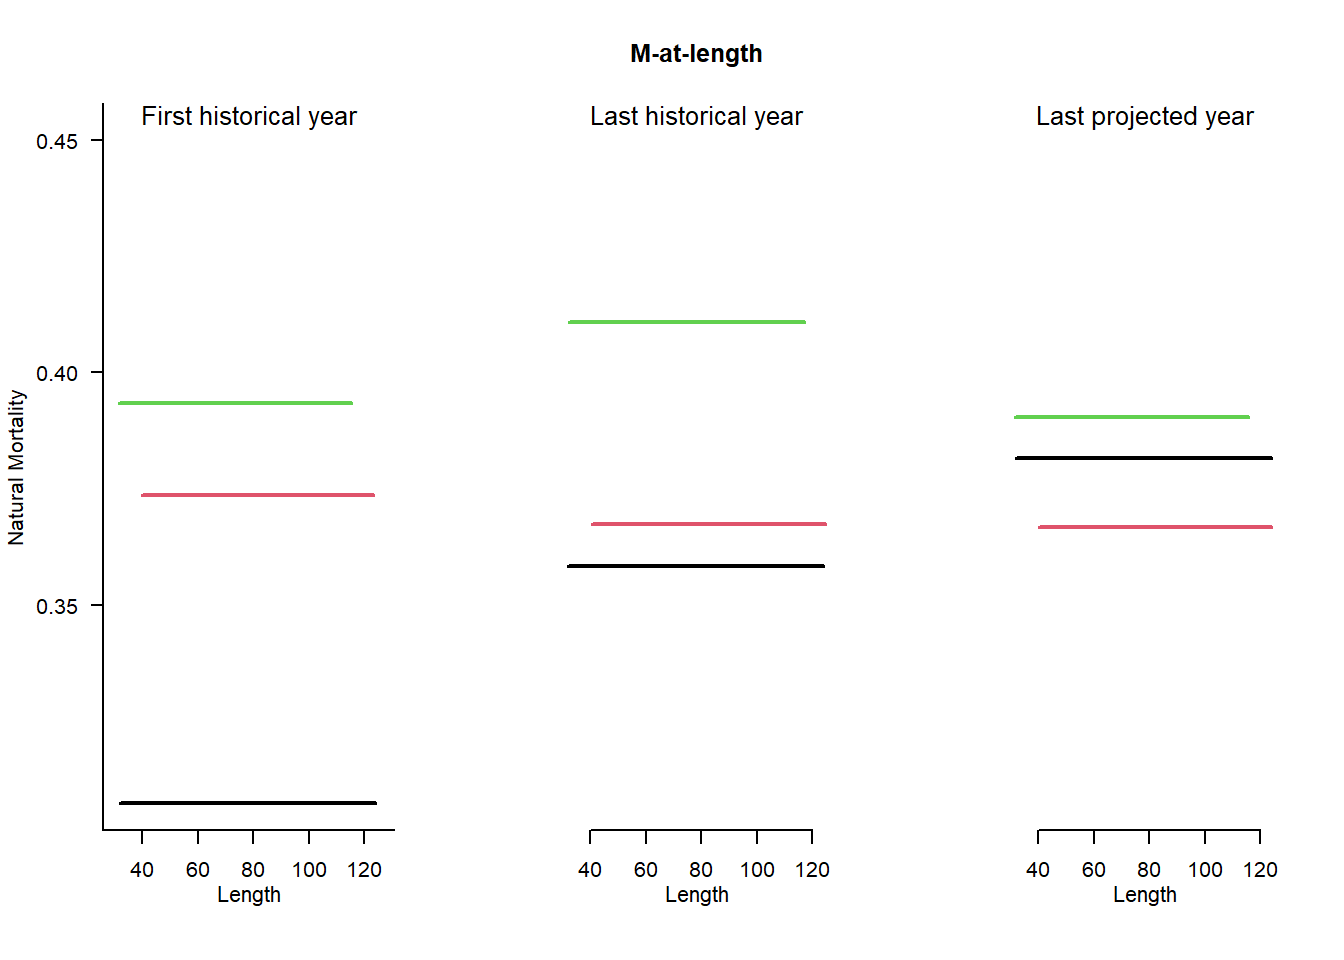 M-at-length
First historical year
Last historical year
Last projected year
Natural Mortality
0.45
0.40
0.35
40 60 80 100 120
Length
40 60 80 100 120
Length
40 60 80 100 120
Length